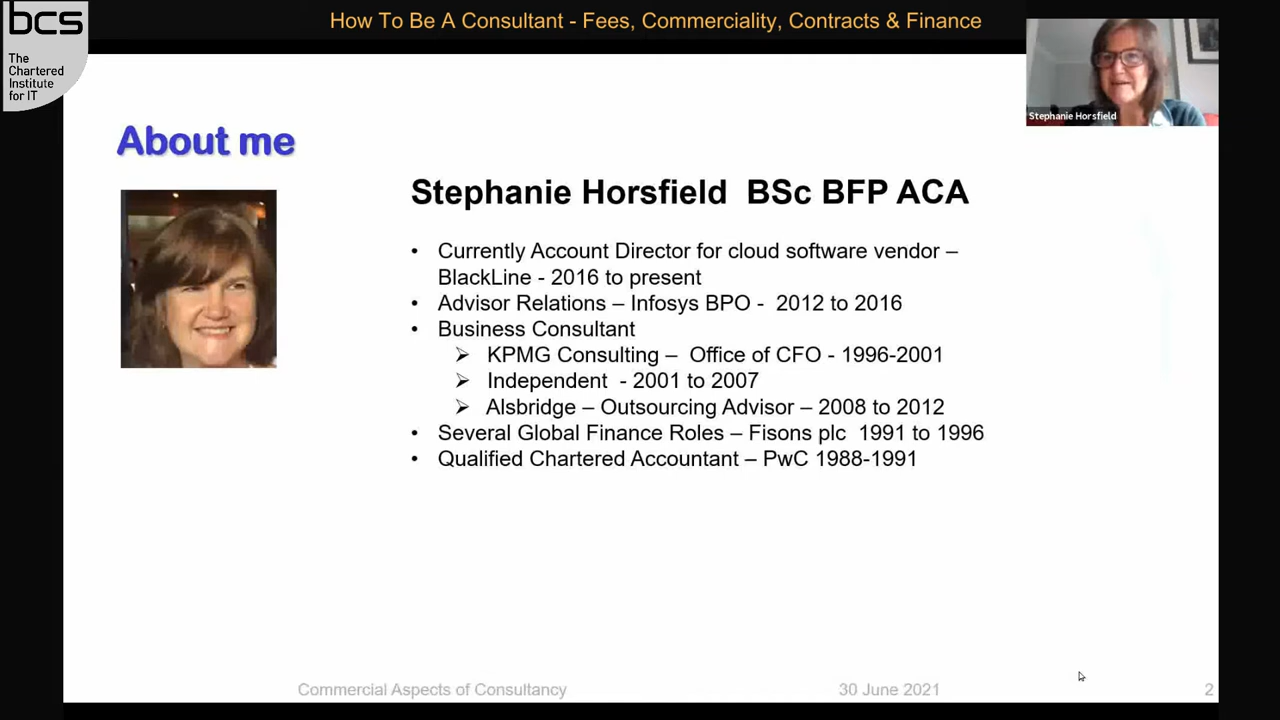 bcs
The
Chartered
Institute
for IT
How To Be A Consultant - Fees, Commerciality, Contracts & Finance
Stephanie Horsfield
About me
Stephanie Horsfield  BSc BFP ACA
• Currently Account Director for cloud software vendor –
BlackLine - 2016 to present
• Advisor Relations – Infosys BPO -  2012 to 2016
• Business Consultant
➢ KPMG Consulting –  Office of CFO - 1996-2001
➢ Independent  - 2001 to 2007
➢ Alsbridge – Outsourcing Advisor – 2008 to 2012
• Several Global Finance Roles – Fisons plc  1991 to 1996
• Qualified Chartered Accountant – PwC 1988-1991
Commercial Aspects of Consultancy
30 June 2021
2